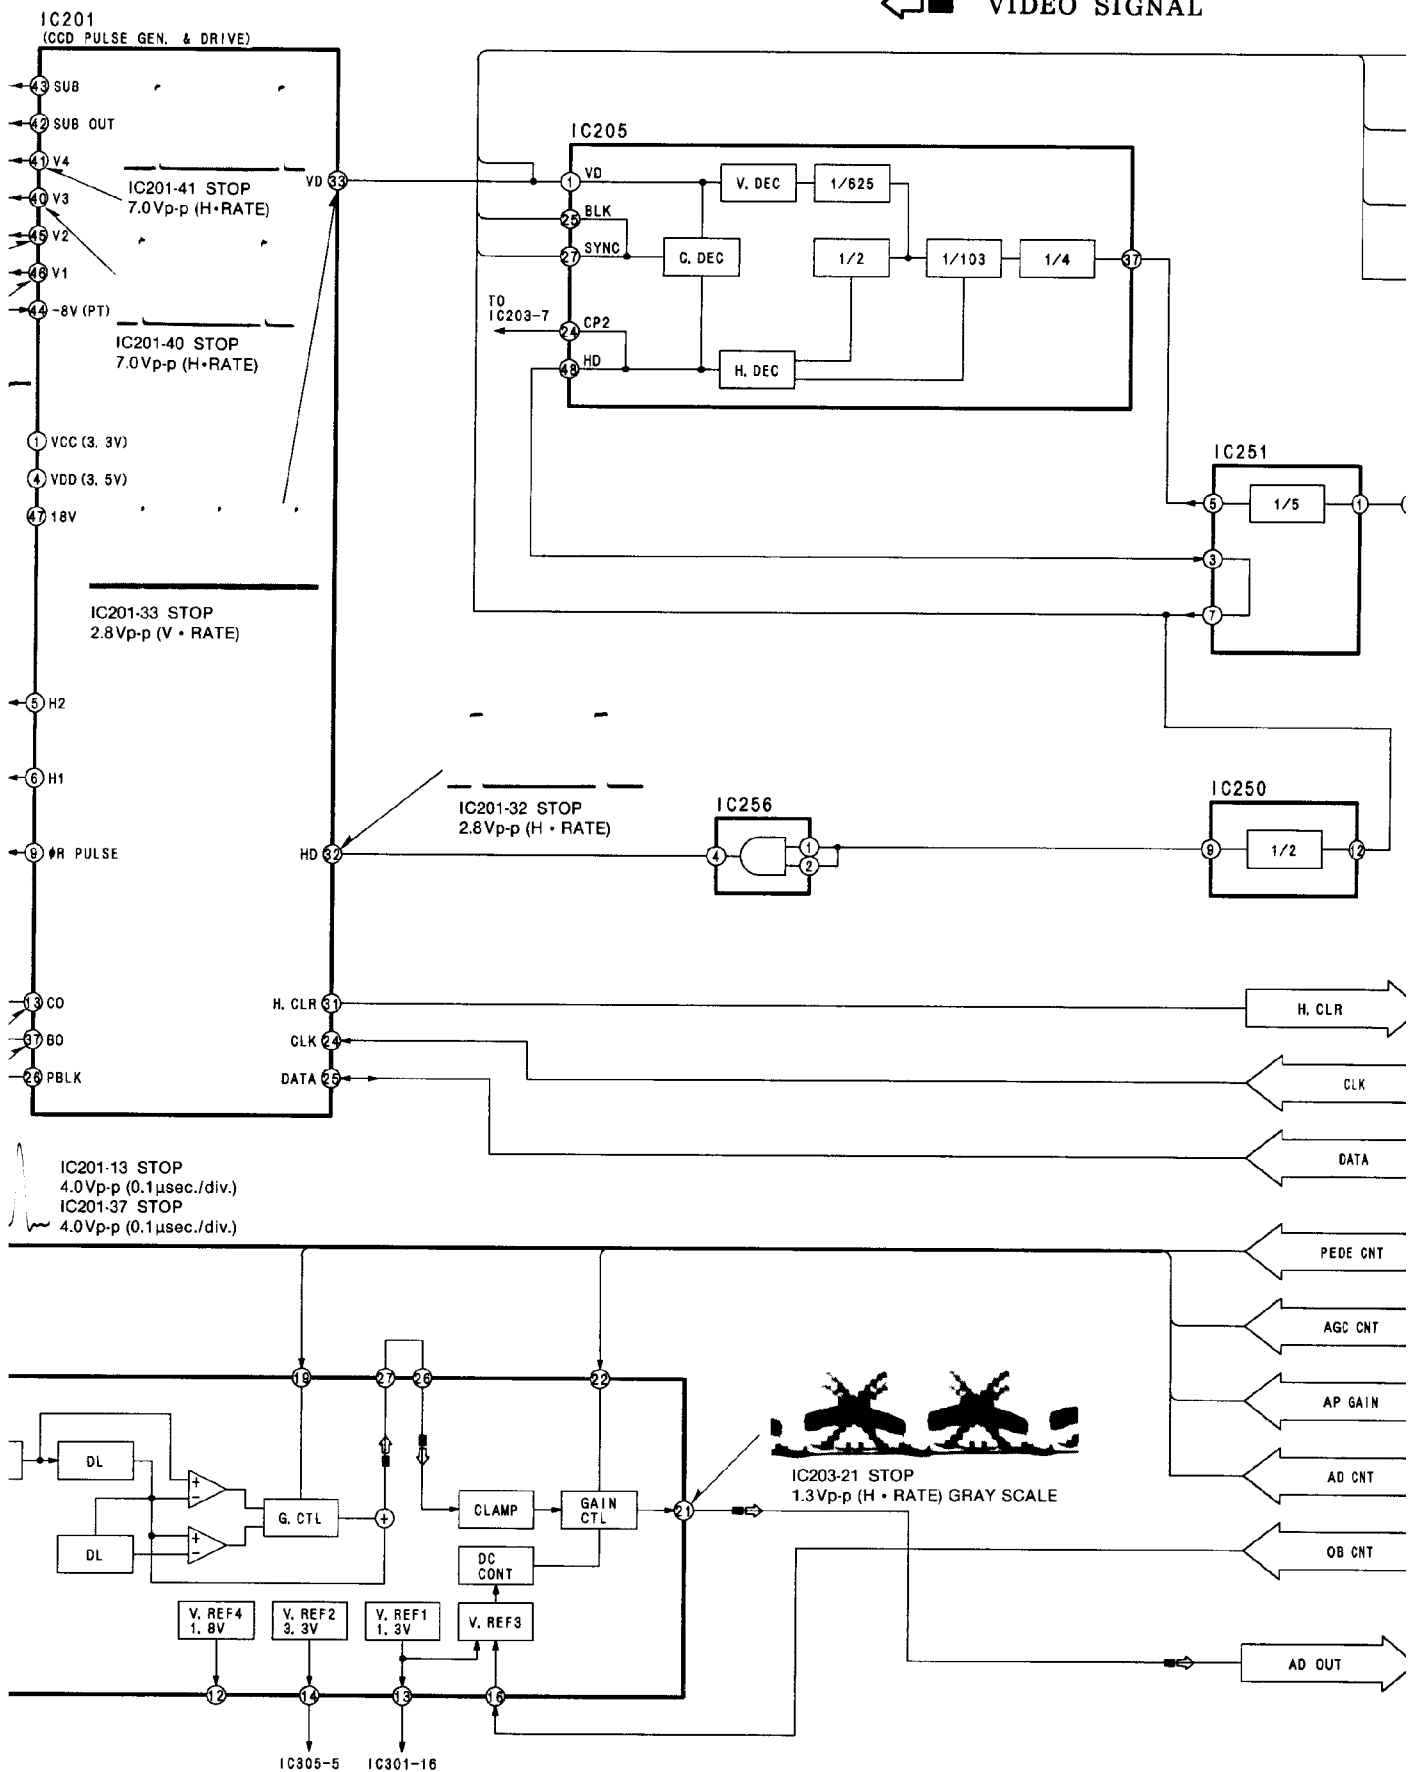 VIDEO SIGNAL
IC201
(CCD PULSE GEN. & DRIVE)
43 SUB
42 SUB OUT
41 V4
40 V3
45 V2
46 V1
44 -8V (PT)
1 VCC (3. 3V)
4 VDD (3. 5V)
47 18V
5 H2
6 H1
9 φR PULSE
13 CO
37 BO
26 PBLK
VD 33
HD 32
H. CLR 31
CLK 24
DATA 25
IC201-41 STOP
7.0Vp-p (H•RATE)
IC201-40 STOP
7.0Vp-p (H•RATE)
IC201-33 STOP
2.8Vp-p (V • RATE)
IC201-32 STOP
2.8Vp-p (H • RATE)
IC205
1 VD
25 BLK
27 SYNC
24 CP2
48 HD
TO
IC203-7
V. DEC
1/625
C. DEC
1/2
1/103
1/4
37
H. DEC
IC251
5
1/5
1
3
7
IC256
4
1
2
IC250
9
1/2
12
H. CLR
CLK
DATA
IC201-13 STOP
4.0Vp-p (0.1µsec./div.)
IC201-37 STOP
4.0Vp-p (0.1µsec./div.)
PEDE CNT
AGC CNT
AP GAIN
AD CNT
OB CNT
AD OUT
19
27
26
22
DL
DL
+
−
+
−
G. CTL
+
CLAMP
GAIN
CTL
21
DC
CONT
V. REF4
1. 8V
V. REF2
3. 3V
V. REF1
1. 3V
V. REF3
12
14
13
16
IC305-5
IC301-16
IC203-21 STOP
1.3Vp-p (H • RATE) GRAY SCALE